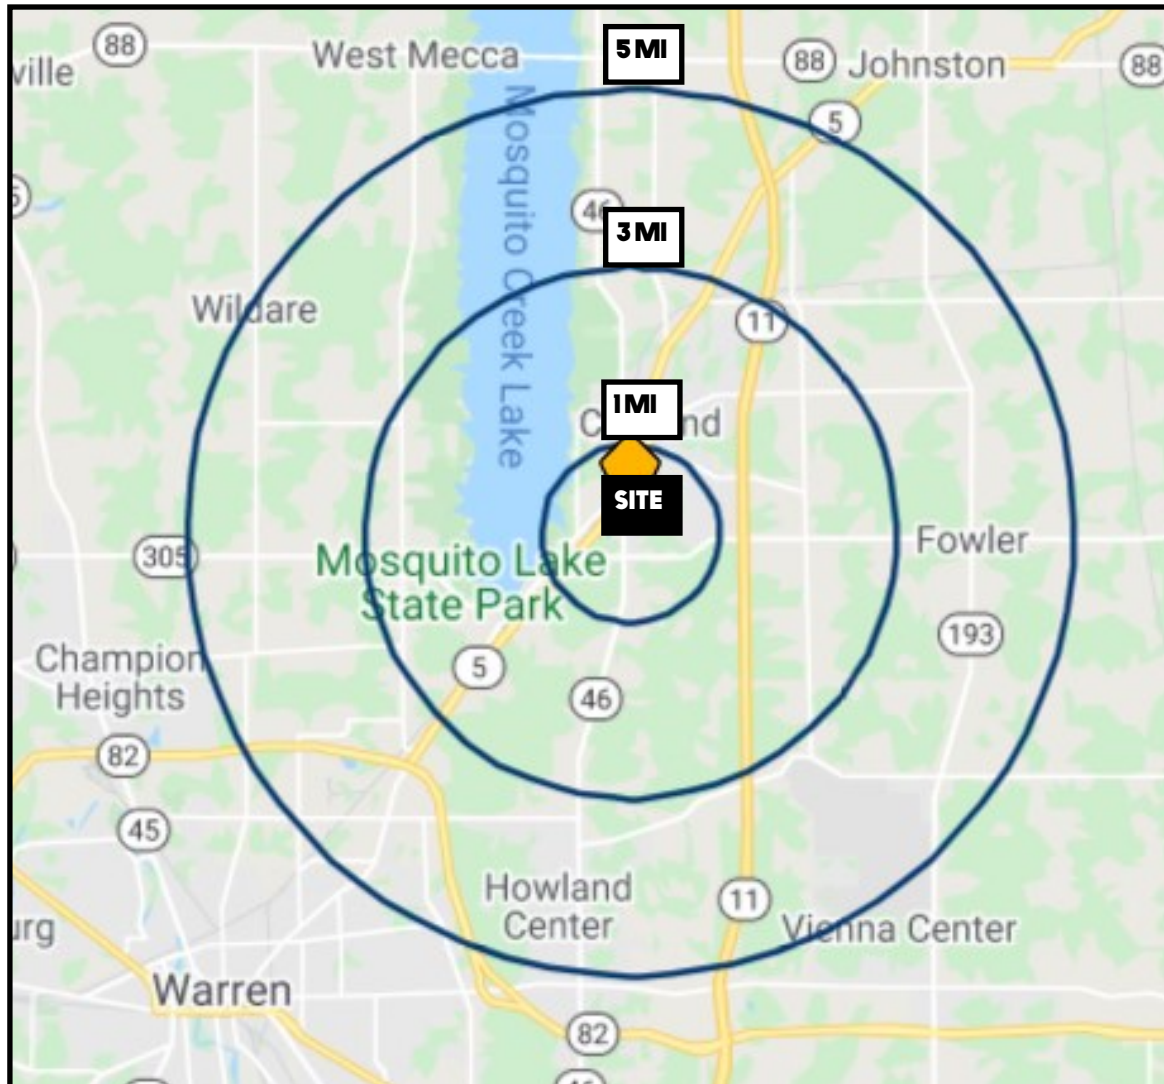 88
West Mecca
5 MI
88
Johnston
88
ville
5
5
Mosquito Creek Lake
46
3 MI
Wildare
11
1 MI
SITE
305
Mosquito Lake
State Park
Fowler
193
Champion
Heights
5
46
82
45
Howland
Center
11
urg
Vienna Center
Warren
82
46